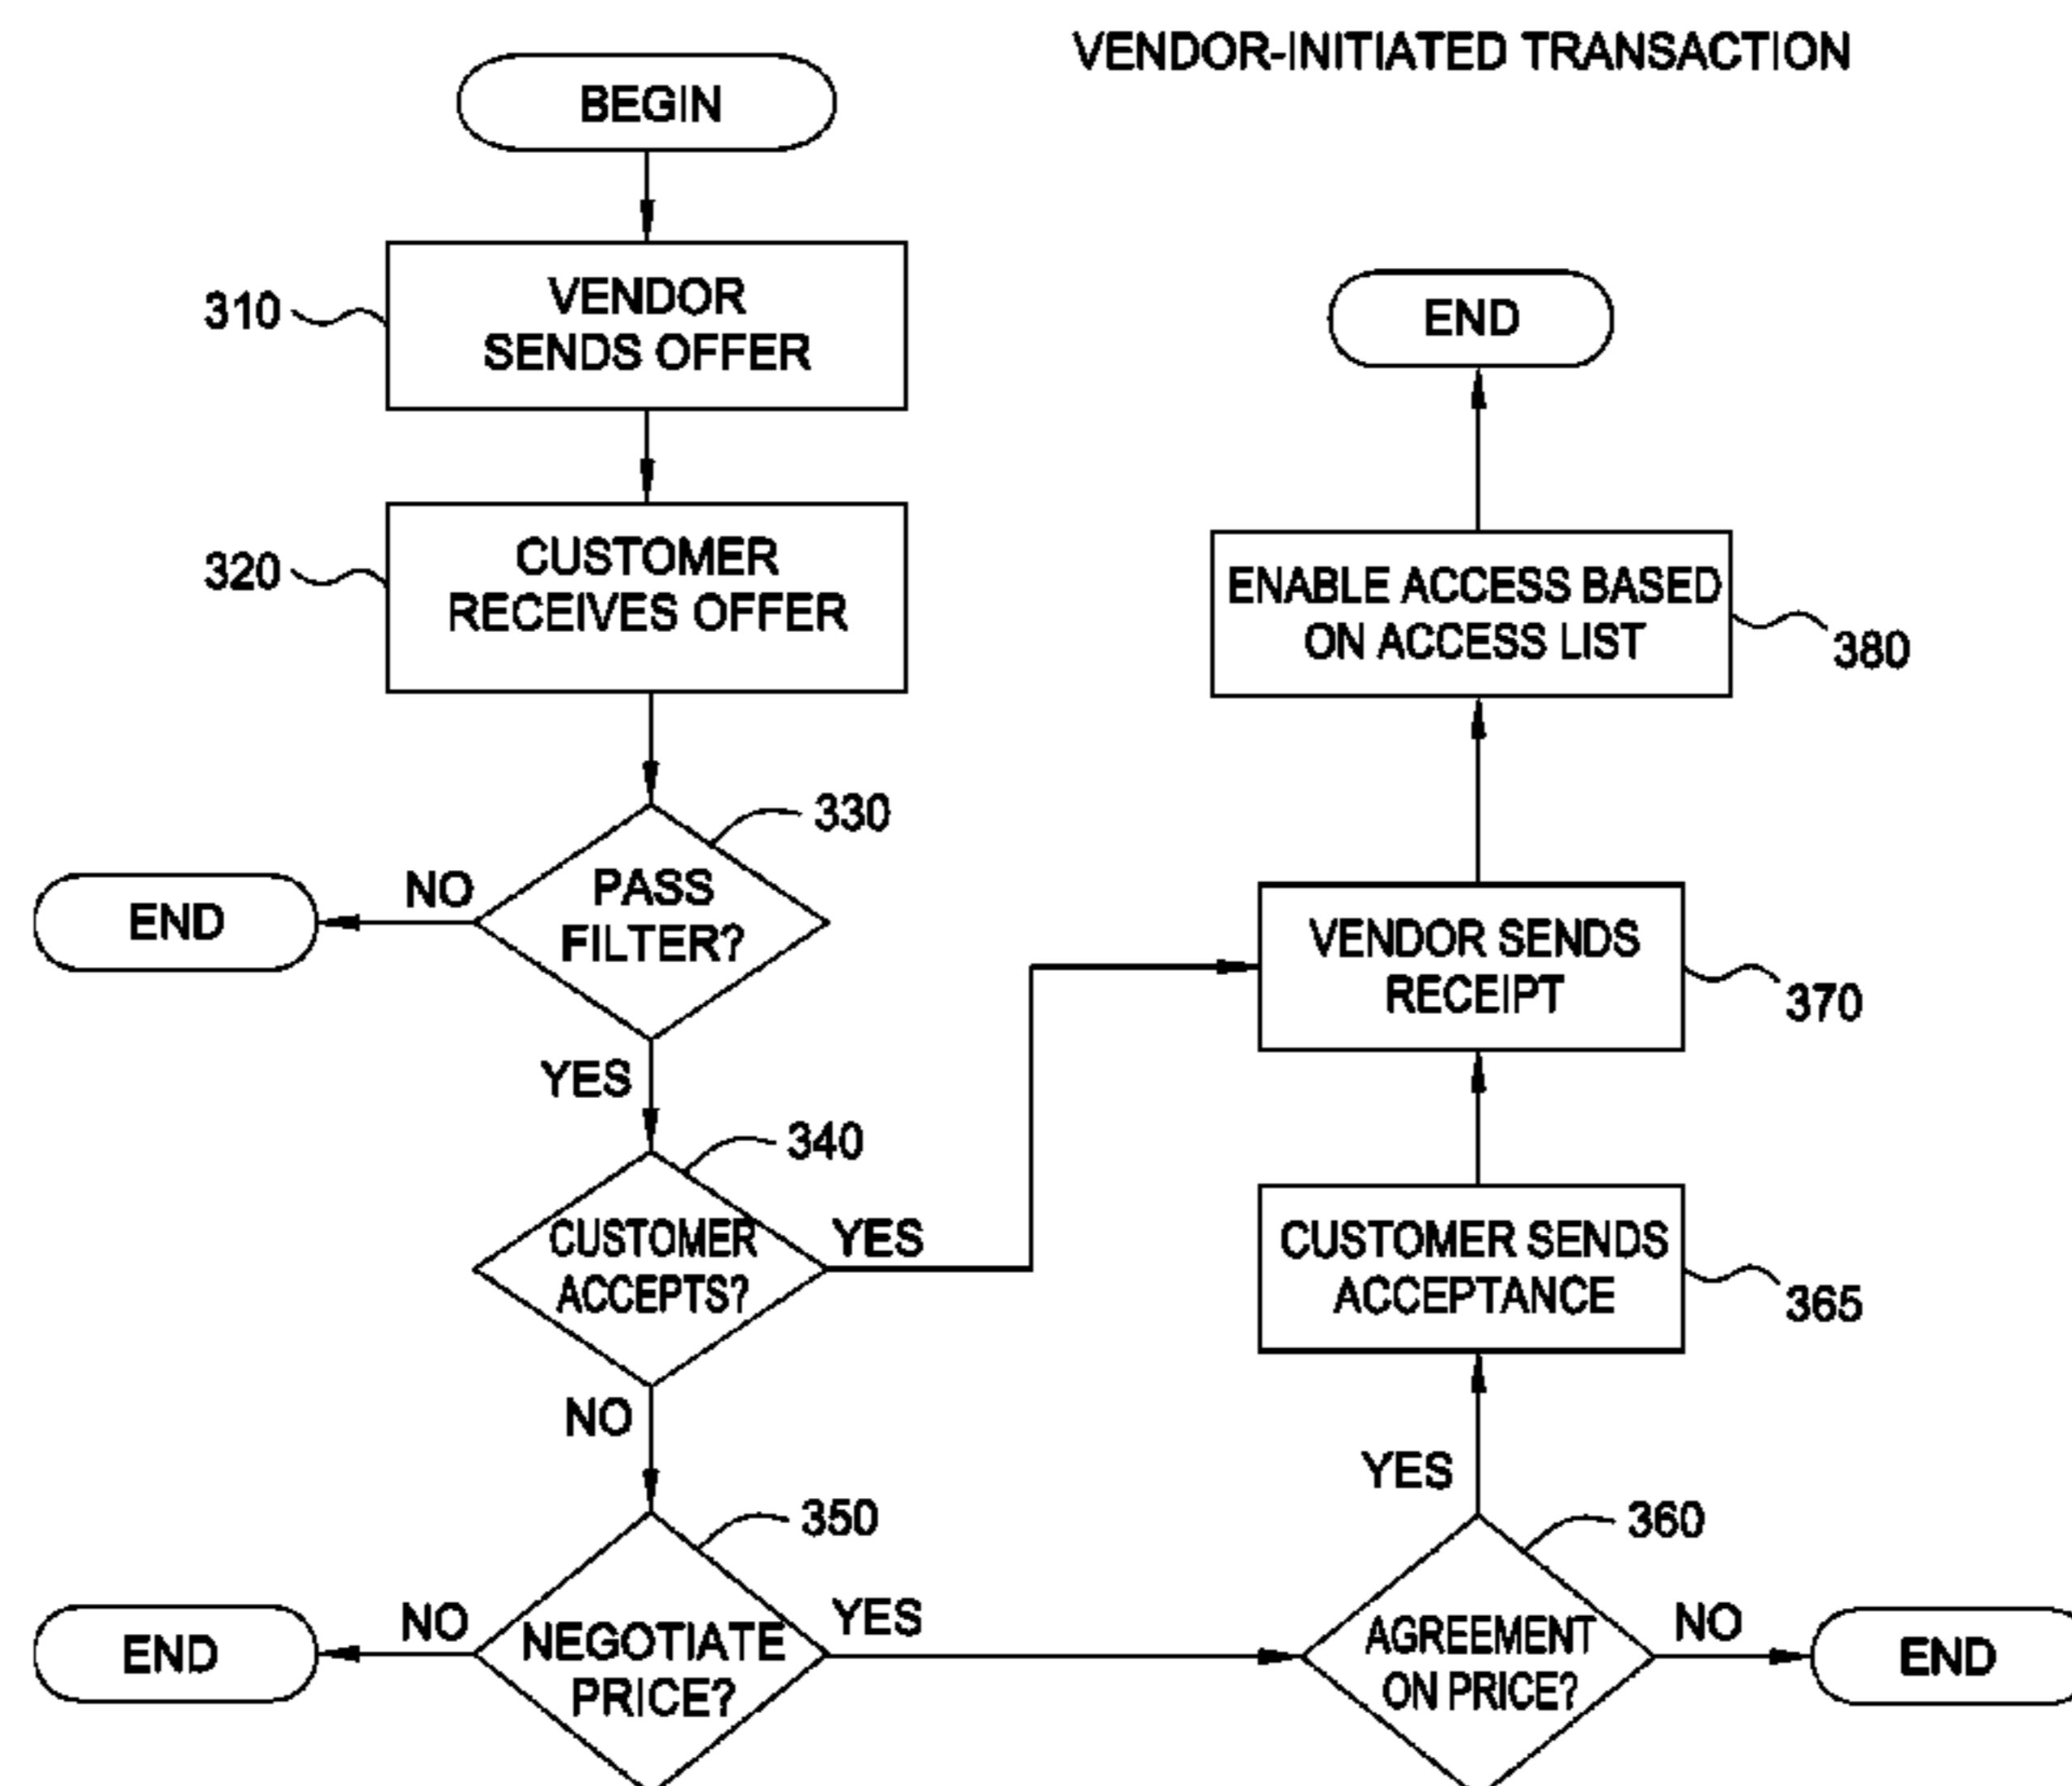 VENDOR-INITIATED TRANSACTION
BEGIN
310
VENDOR
SENDS OFFER
320
CUSTOMER
RECEIVES OFFER
330
PASS
FILTER?
NO
END
YES
340
CUSTOMER
ACCEPTS?
YES
NO
350
NEGOTIATE
PRICE?
NO
END
YES
360
AGREEMENT
ON PRICE?
NO
END
YES
CUSTOMER SENDS
ACCEPTANCE
365
VENDOR SENDS
RECEIPT
370
ENABLE ACCESS BASED
ON ACCESS LIST
380
END